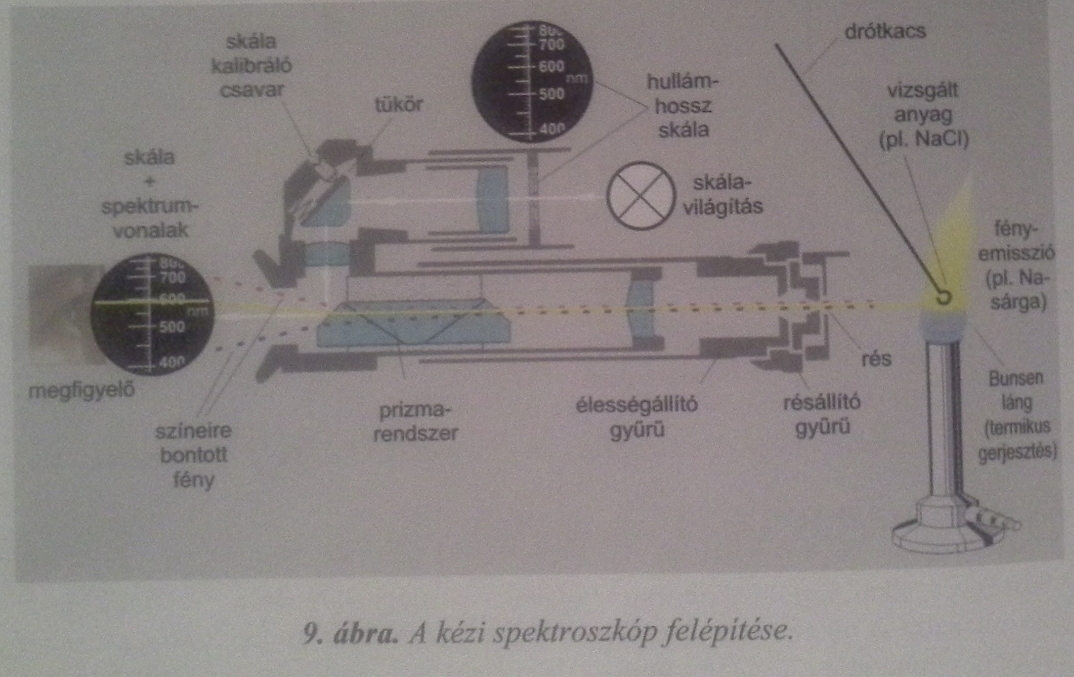 skála
kalibráló
csavar
tükör
800
700
600
nm
500
400
hullám-
hossz
skála
drótkacs
vizsgált
anyag
(pl. NaCl)
skála
+
spektrum-
vonalak
skála-
világítás
fény-
emisszió
(pl. Na-
sárga)
800
700
600
nm
500
400
megfigyelő
színeire
bontott
fény
prizma-
rendszer
élességállító
gyűrű
résállító
gyűrű
rés
Bunsen
láng
(termikus
gerjesztés)
9. ábra. A kézi spektroszkóp felépítése.